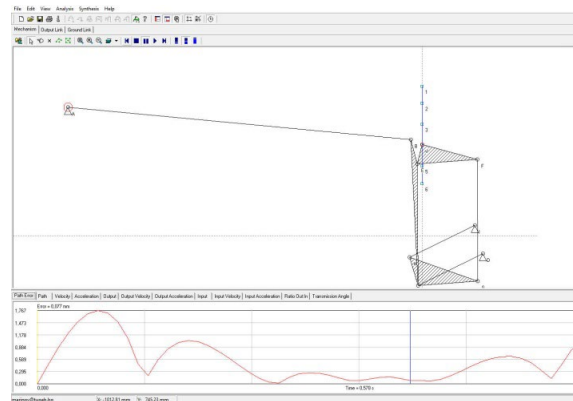 File Edit View Analysis Synthesis Help
Mechanism Output Link Ground Link
A
1
2
3
B
5
6
F
Path Error Path Velocity Acceleration Output Output Velocity Output Acceleration Input Input Velocity Input Acceleration Ratio Out:In Transmission Angle
Error = 0,077 mm
1,767
1,473
1,178
0,884
0,589
0,295
0,000
0,000
Time = 0,578 s